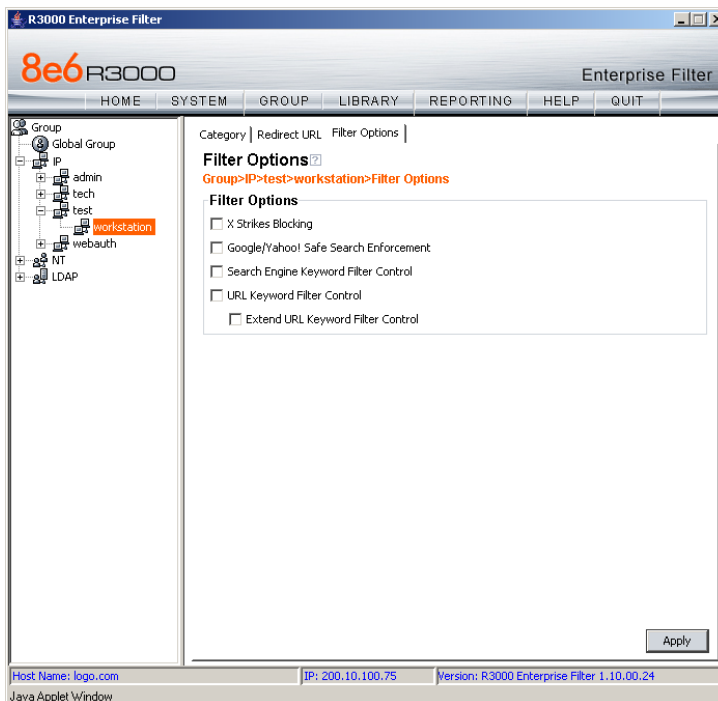 R3000 Enterprise Filter
8e6 R3000
Enterprise Filter
HOME SYSTEM GROUP LIBRARY REPORTING HELP QUIT
Group
Global Group
IP
admin
tech
test
workstation
webauth
NT
LDAP
Category Redirect URL Filter Options
Filter Options ?
Group>IP>test>workstation>Filter Options
Filter Options
X Strikes Blocking
Google/Yahoo! Safe Search Enforcement
Search Engine Keyword Filter Control
URL Keyword Filter Control
Extend URL Keyword Filter Control
Apply
Host Name: logo.com IP: 200.10.100.75 Version: R3000 Enterprise Filter 1.10.00.24
Java Applet Window